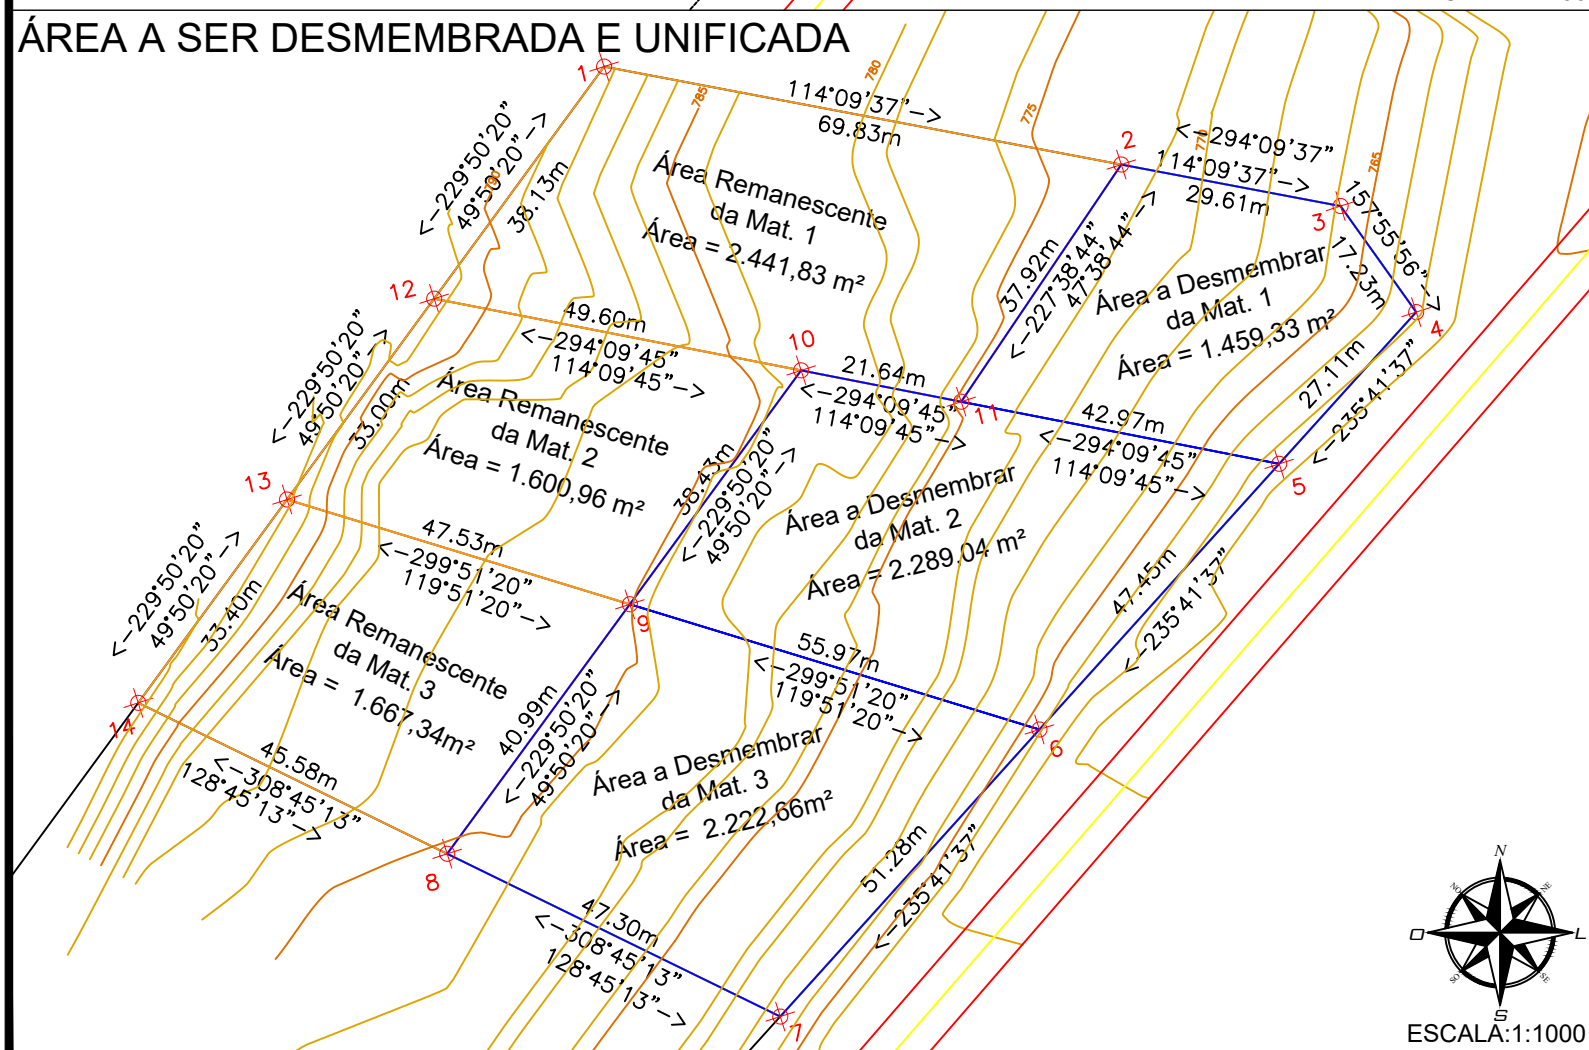 ÁREA A SER DESMEMBRADA E UNIFICADA
1
<-229°50'20"
49°50'20"->
790
38.13m
785
780
775
770
765
114°09'37"->
69.83m
2
<-294°09'37"
114°09'37"->
29.61m
3
157°55'56"->
17.23m
4
Área Remanescente
da Mat. 1
Área = 2.441,83 m²
37.92m
<-227°38'44"
47°38'44"->
Área a Desmembrar
da Mat. 1
Área = 1.459,33 m²
27.11m
<-235°41'37"
12
49.60m
<-294°09'45"
114°09'45"->
10
21.64m
<-294°09'45"
114°09'45"->
11
42.97m
<-294°09'45"
114°09'45"->
5
<-229°50'20"
49°50'20"->
33.00m
Área Remanescente
da Mat. 2
Área = 1.600,96 m²
38.43m
<-229°50'20"
49°50'20"->
Área a Desmembrar
da Mat. 2
Área = 2.289,04 m²
47.45m
<-235°41'37"
13
47.53m
<-299°51'20"
119°51'20"->
9
55.97m
<-299°51'20"
119°51'20"->
6
<-229°50'20"
49°50'20"->
33.40m
Área Remanescente
da Mat. 3
Área = 1.667,34m²
40.99m
<-229°50'20"
49°50'20"->
Área a Desmembrar
da Mat. 3
Área = 2.222,66m²
51.28m
<-235°41'37"
14
45.58m
<-308°45'13"
128°45'13"->
8
47.30m
<-308°45'13"
128°45'13"->
7
N
NO
NE
O
L
SO
SE
S
ESCALA:1:1000